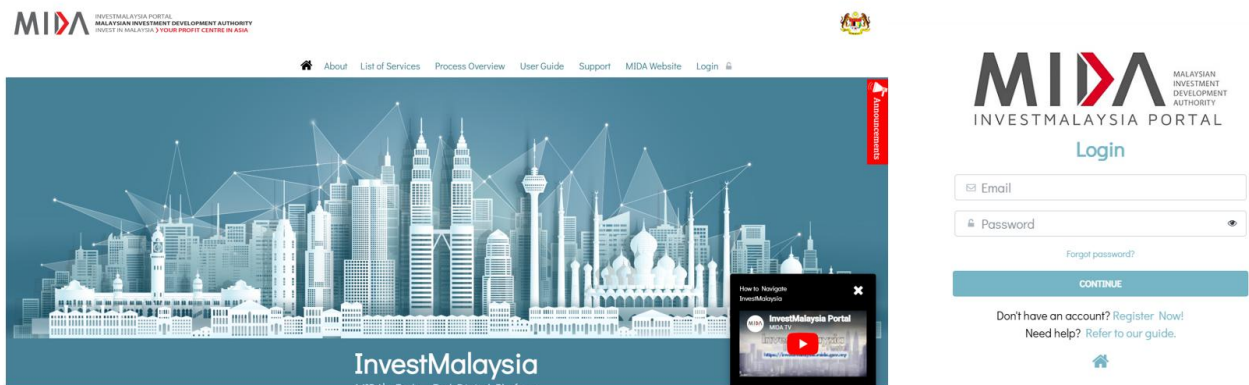 MIDA
INVESTMALAYSIA PORTAL
MALAYSIAN INVESTMENT DEVELOPMENT AUTHORITY
INVEST IN MALAYSIA YOUR PROFIT CENTRE IN ASIA
About List of Services Process Overview User Guide Support MIDA Website Login
Announcements
How to Navigate
InvestMalaysia
MIDA
InvestMalaysia Portal
MIDA TV
InvestMalaysia
MIDA
MALAYSIAN
INVESTMENT
DEVELOPMENT
AUTHORITY
INVESTMALAYSIA PORTAL
Login
Email
Password
Forgot password?
CONTINUE
Don't have an account? Register Now!
Need help? Refer to our guide.